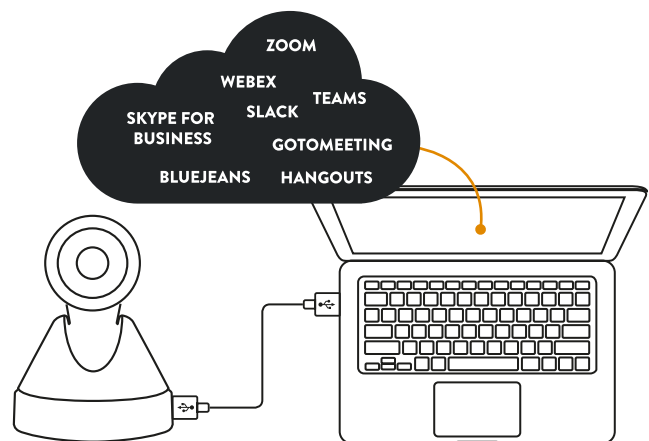 ZOOM
WEBEX
TEAMS
SLACK
SKYPE FOR
BUSINESS
GOTOMEETING
BLUEJEANS
HANGOUTS